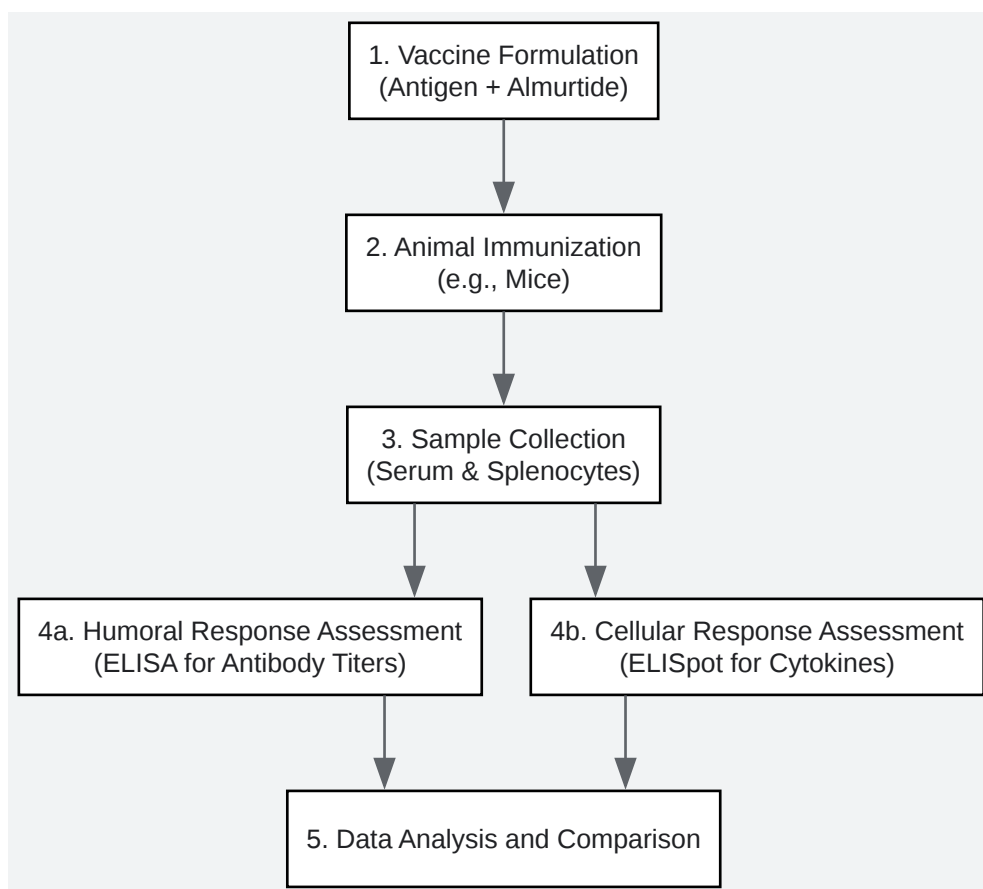 1. Vaccine Formulation
(Antigen + Almurtide)
2. Animal Immunization
(e.g., Mice)
3. Sample Collection
(Serum & Splenocytes)
4a. Humoral Response Assessment
(ELISA for Antibody Titers)
4b. Cellular Response Assessment
(ELISpot for Cytokines)
5. Data Analysis and Comparison